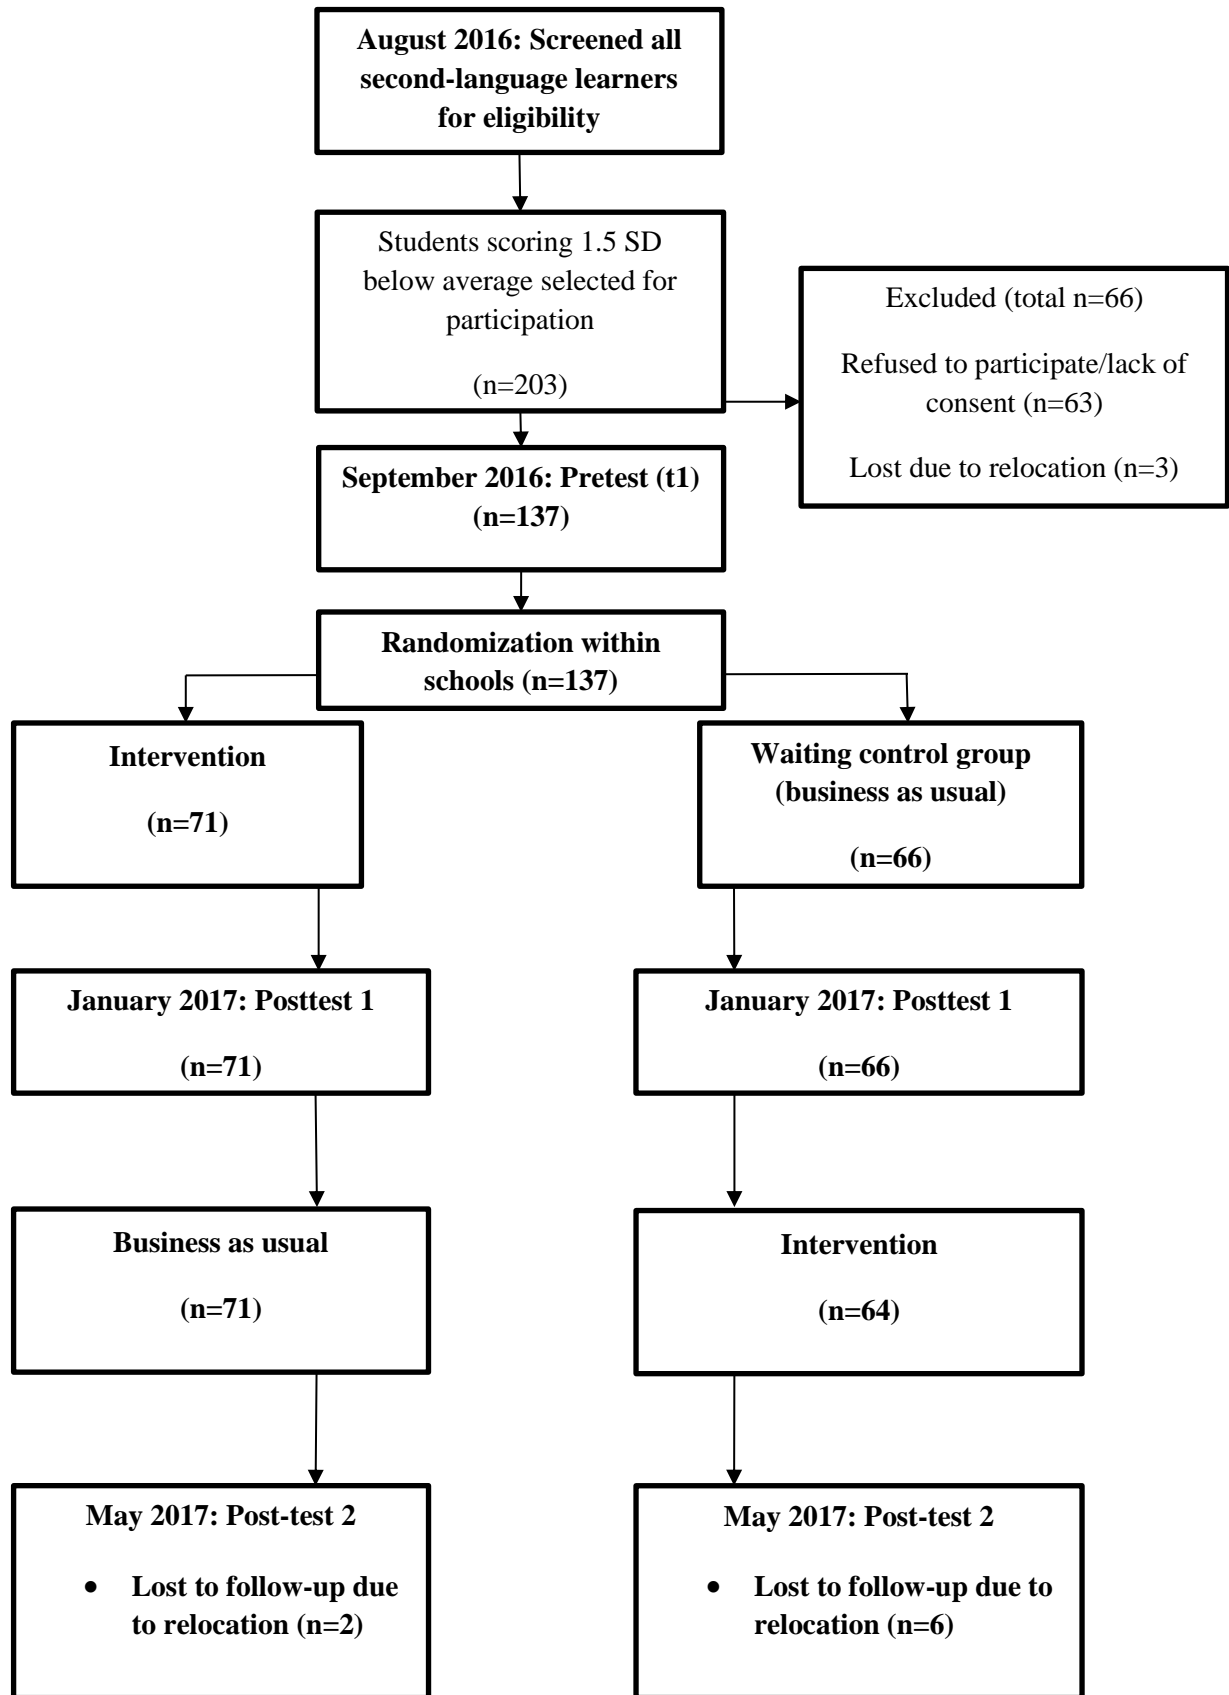 August 2016: Screened all
second-language learners
for eligibility
Students scoring 1.5 SD
below average selected for
participation
(n=203)
Excluded (total n=66)
Refused to participate/lack of
consent (n=63)
Lost due to relocation (n=3)
September 2016: Pretest (t1)
(n=137)
Randomization within
schools (n=137)
Intervention
(n=71)
Waiting control group
(business as usual)
(n=66)
January 2017: Posttest 1
(n=71)
January 2017: Posttest 1
(n=66)
Business as usual
(n=71)
Intervention
(n=64)
May 2017: Post-test 2
• Lost to follow-up due
to relocation (n=2)
May 2017: Post-test 2
• Lost to follow-up due to
relocation (n=6)